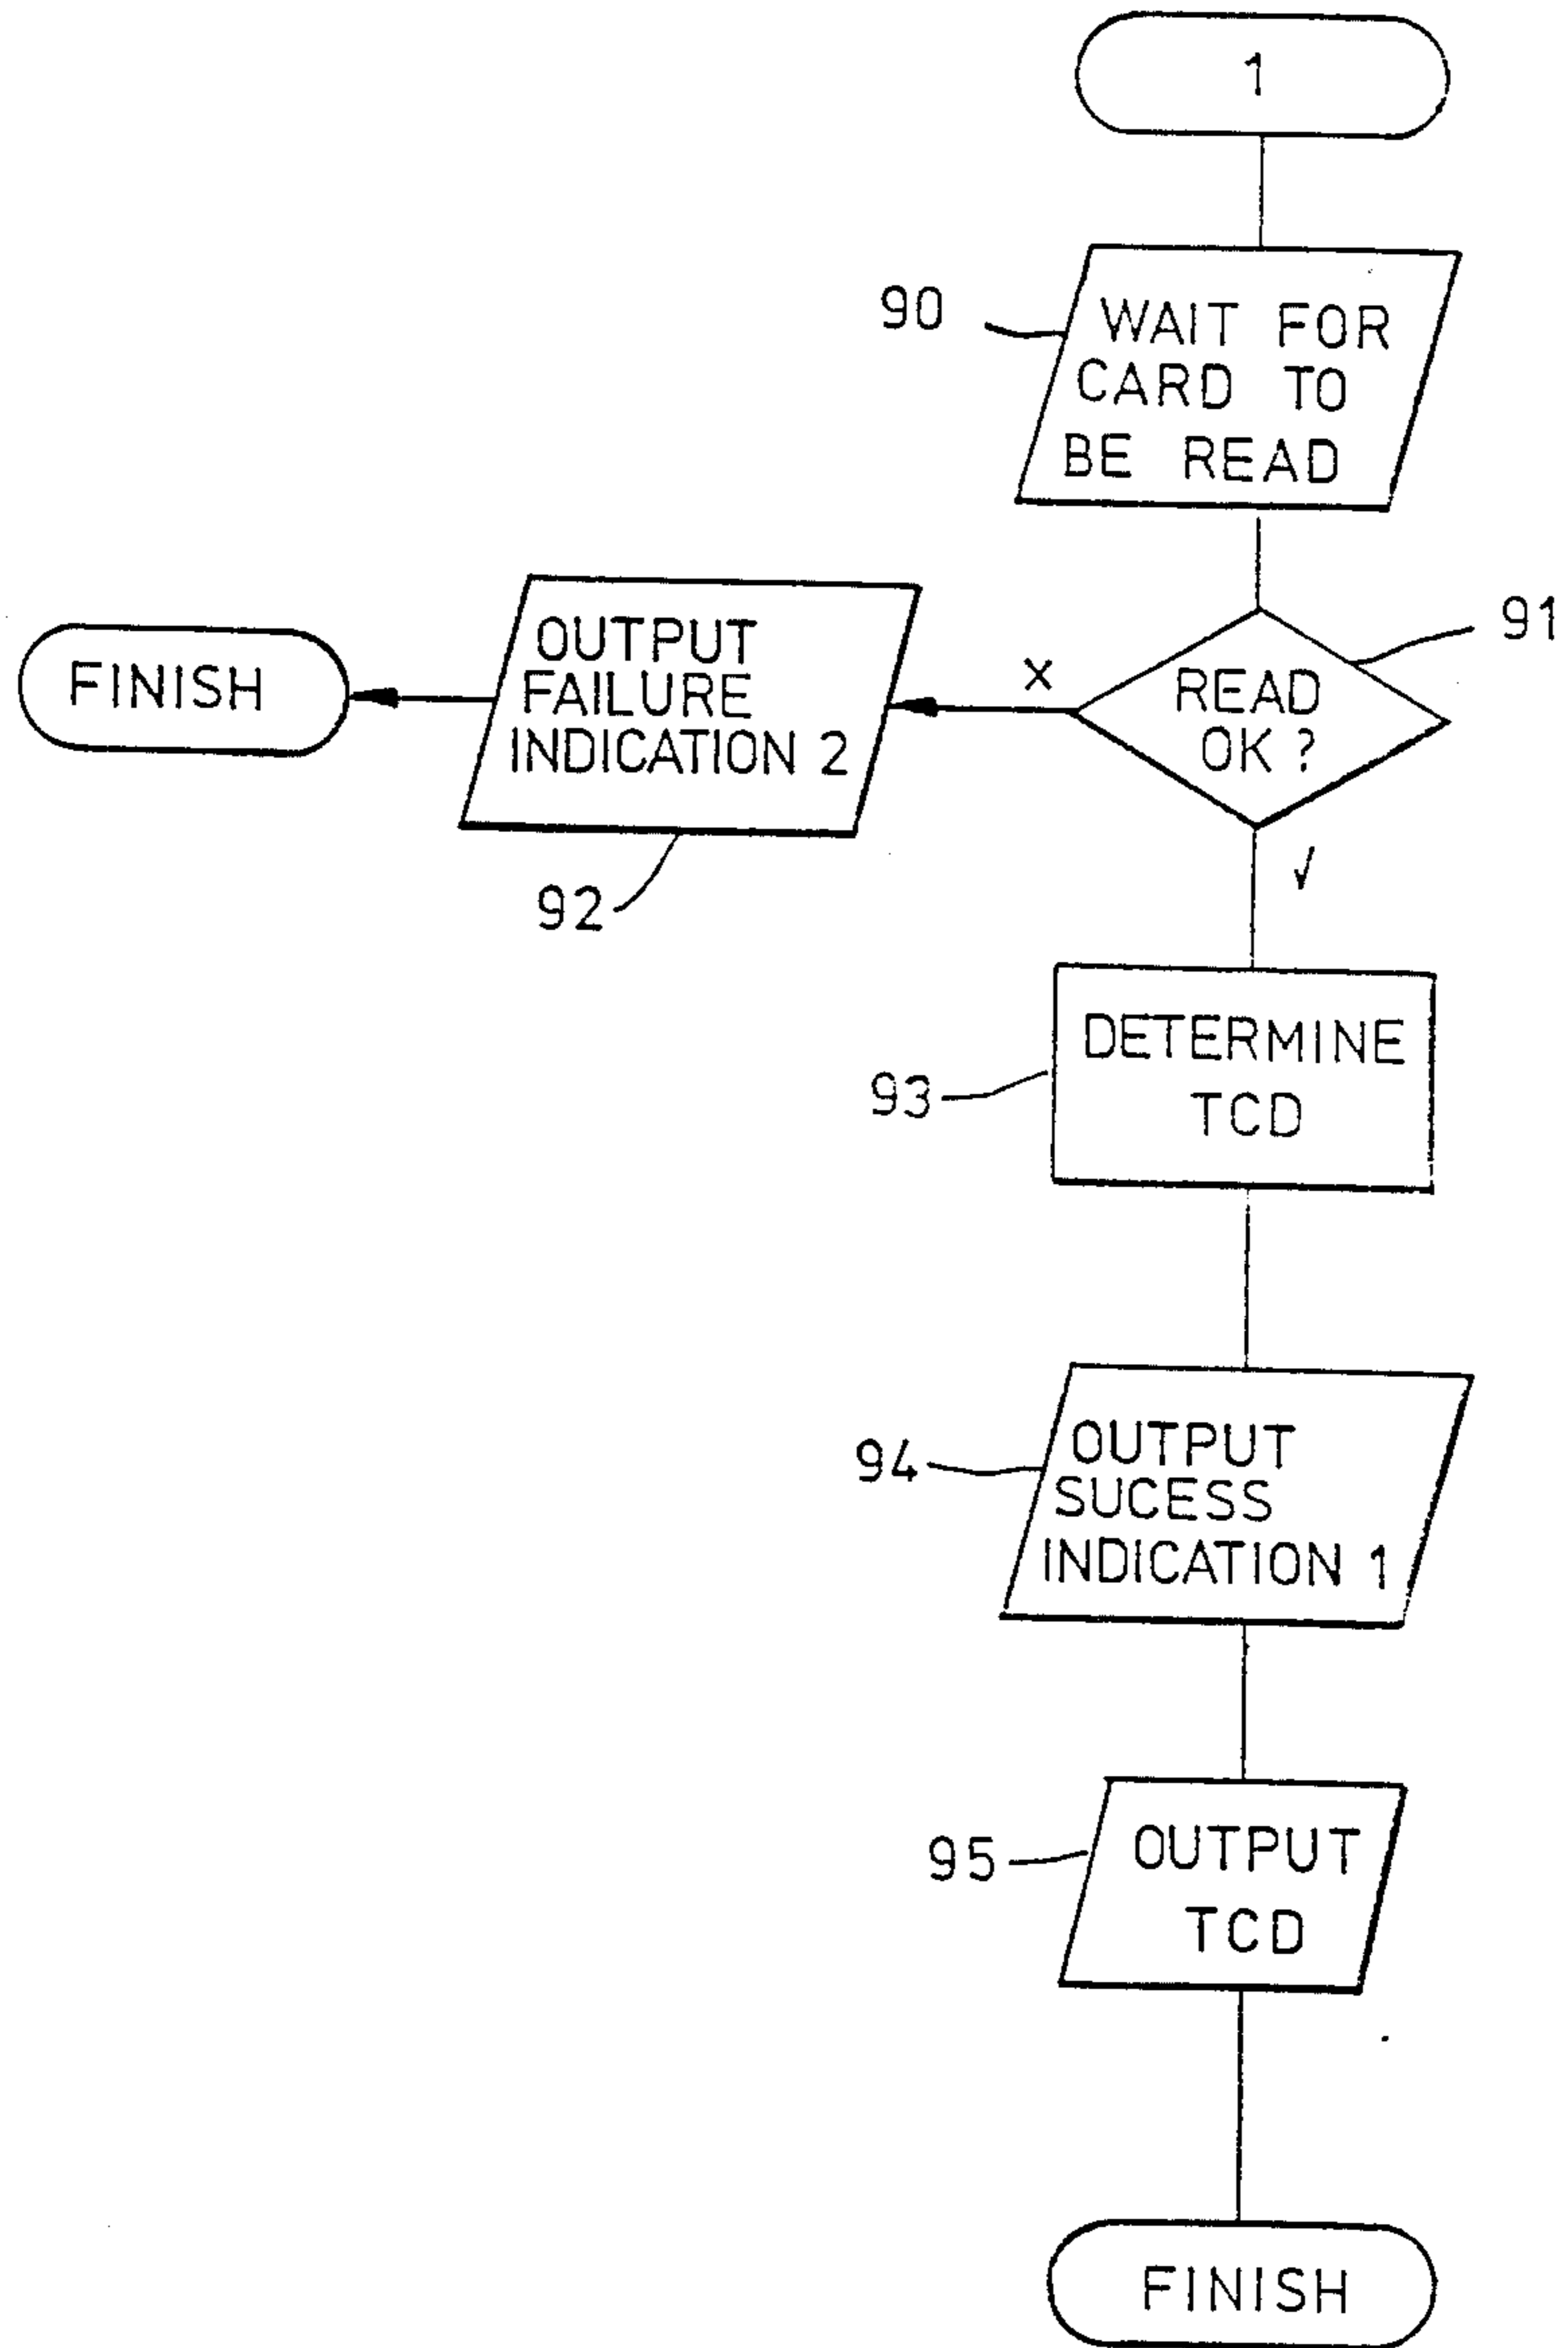 1
90
WAIT FOR
CARD TO
BE READ
91
READ
OK ?
X
√
OUTPUT
FAILURE
INDICATION 2
92
FINISH
93
DETERMINE
TCD
94
OUTPUT
SUCESS
INDICATION 1
95
OUTPUT
TCD
FINISH